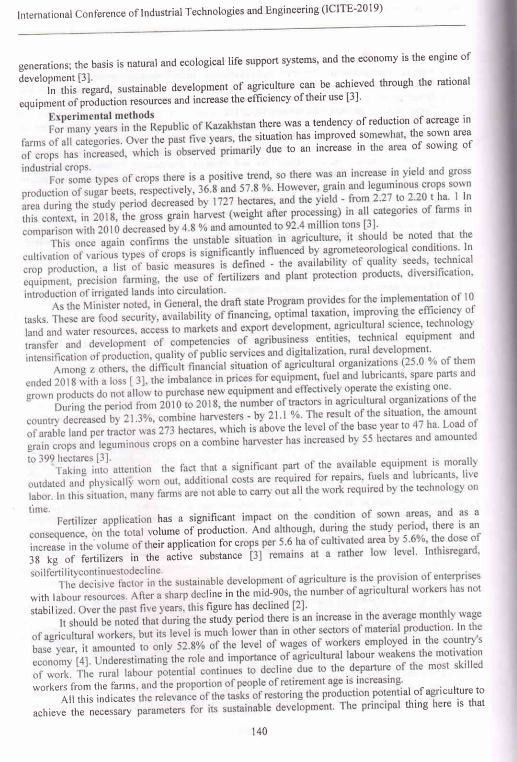 International Conference of Industrial Technologies and Engineering (ICITE-2019)
generations; the basis is natural and ecological life support systems, and the economy is the engine of
development [3].
In this regard, sustainable development of agriculture can be achieved through the rational
equipment of production resources and increase the efficiency of their use [3].
Experimental methods
For many years in the Republic of Kazakhstan there was a tendency of reduction of acreage in
farms of all categories. Over the past five years, the situation has improved somewhat, the sown area
of crops has increased, which is observed primarily due to an increase in the area of sowing of
industrial crops.
For some types of crops there is a positive trend, so there was an increase in yield and gross
production of sugar beets, respectively, 36.8 and 57.8 %. However, grain and leguminous crops sown
area during the study period decreased by 1727 hectares, and the yield - from 2.27 to 2.20 t ha. 1 In
this context, in 2018, the gross grain harvest (weight after processing) in all categories of farms in
comparison with 2010 decreased by 4.8 % and amounted to 92.4 million tons [3].
This once again confirms the unstable situation in agriculture, it should be noted that the
cultivation of various types of crops is significantly influenced by agrometeorological conditions. In
crop production, a list of basic measures is defined - the availability of quality seeds, technical
equipment, precision farming, the use of fertilizers and plant protection products, diversification,
introduction of irrigated lands into circulation.
As the Minister noted, in General, the draft state Program provides for the implementation of 10
tasks. These are food security, availability of financing, optimal taxation, improving the efficiency of
land and water resources, access to markets and export development, agricultural science, technology
transfer and development of competencies of agribusiness entities, technical equipment and
intensification of production, quality of public services and digitalization, rural development.
Among z others, the difficult financial situation of agricultural organizations (25.0 % of them
ended 2018 with a loss [ 3], the imbalance in prices for equipment, fuel and lubricants, spare parts and
grown products do not allow to purchase new equipment and effectively operate the existing one.
During the period from 2010 to 2018, the number of tractors in agricultural organizations of the
country decreased by 21.3%, combine harvesters - by 21.1 %. The result of the situation, the amount
of arable land per tractor was 273 hectares, which is above the level of the base year to 47 ha. Load of
grain crops and leguminous crops on a combine harvester has increased by 55 hectares and amounted
to 399 hectares [3].
Taking into attention the fact that a significant part of the available equipment is morally
outdated and physically worn out, additional costs are required for repairs, fuels and lubricants, live
labor. In this situation, many farms are not able to carry out all the work required by the technology on
time.
Fertilizer application has a significant impact on the condition of sown areas, and as a
consequence, on the total volume of production. And although, during the study period, there is an
increase in the volume of their application for crops per 5.6 ha of cultivated area by 5.6%, the dose of
38 kg of fertilizers in the active substance [3] remains at a rather low level. Inthisregard,
soilfertilitycontinuestodecline.
The decisive factor in the sustainable development of agriculture is the provision of enterprises
with labour resources. After a sharp decline in the mid-90s, the number of agricultural workers has not
stabilized. Over the past five years, this figure has declined [2].
It should be noted that during the study period there is an increase in the average monthly wage
of agricultural workers, but its level is much lower than in other sectors of material production. In the
base year, it amounted to only 52.8% of the level of wages of workers employed in the country's
economy [4]. Underestimating the role and importance of agricultural labour weakens the motivation
of work. The rural labour potential continues to decline due to the departure of the most skilled
workers from the farms, and the proportion of people of retirement age is increasing.
All this indicates the relevance of the tasks of restoring the production potential of agriculture to
achieve the necessary parameters for its sustainable development. The principal thing here is that
140